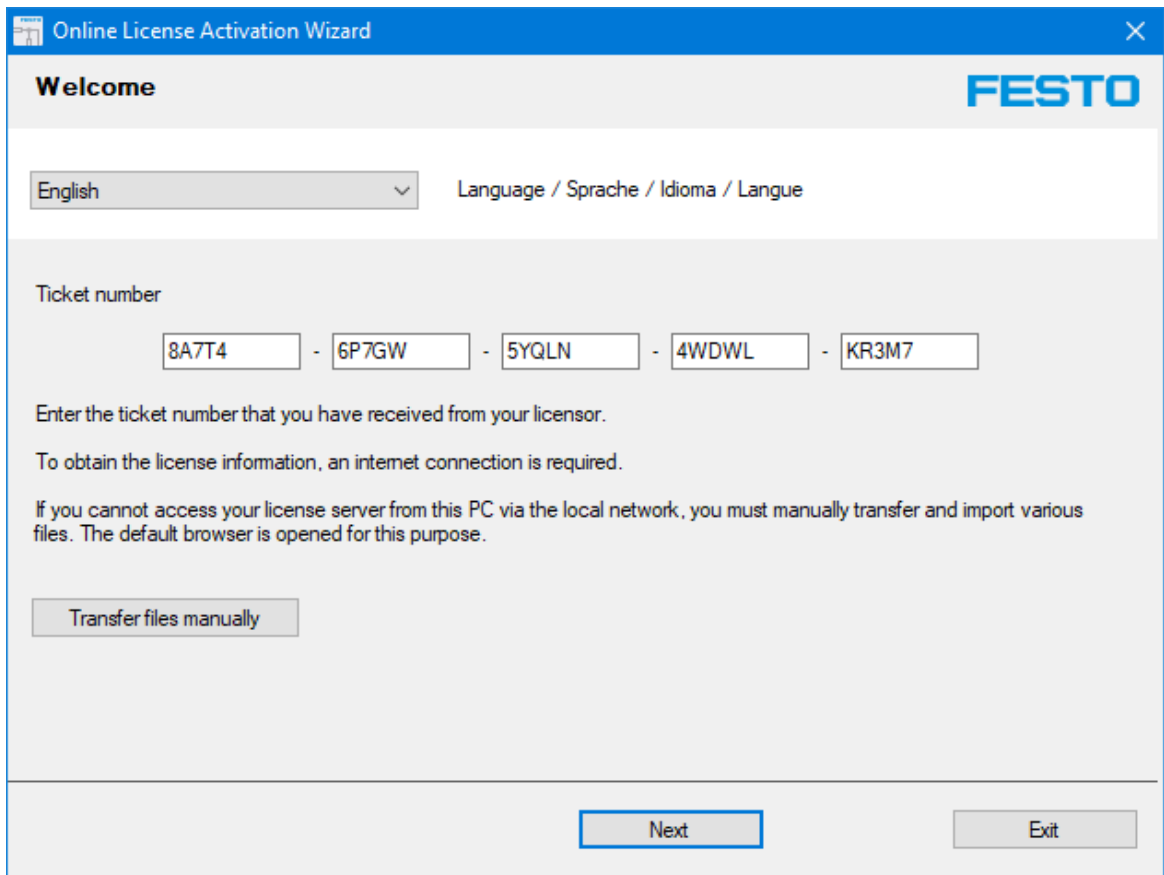 Online License Activation Wizard
Welcome
FESTO
English
Language / Sprache / Idioma / Langue
Ticket number
8A7T4 - 6P7GW - 5YQLN - 4WDWL - KR3M7
Enter the ticket number that you have received from your licensor.
To obtain the license information, an internet connection is required.
If you cannot access your license server from this PC via the local network, you must manually transfer and import various
files. The default browser is opened for this purpose.
Transfer files manually
Next
Exit